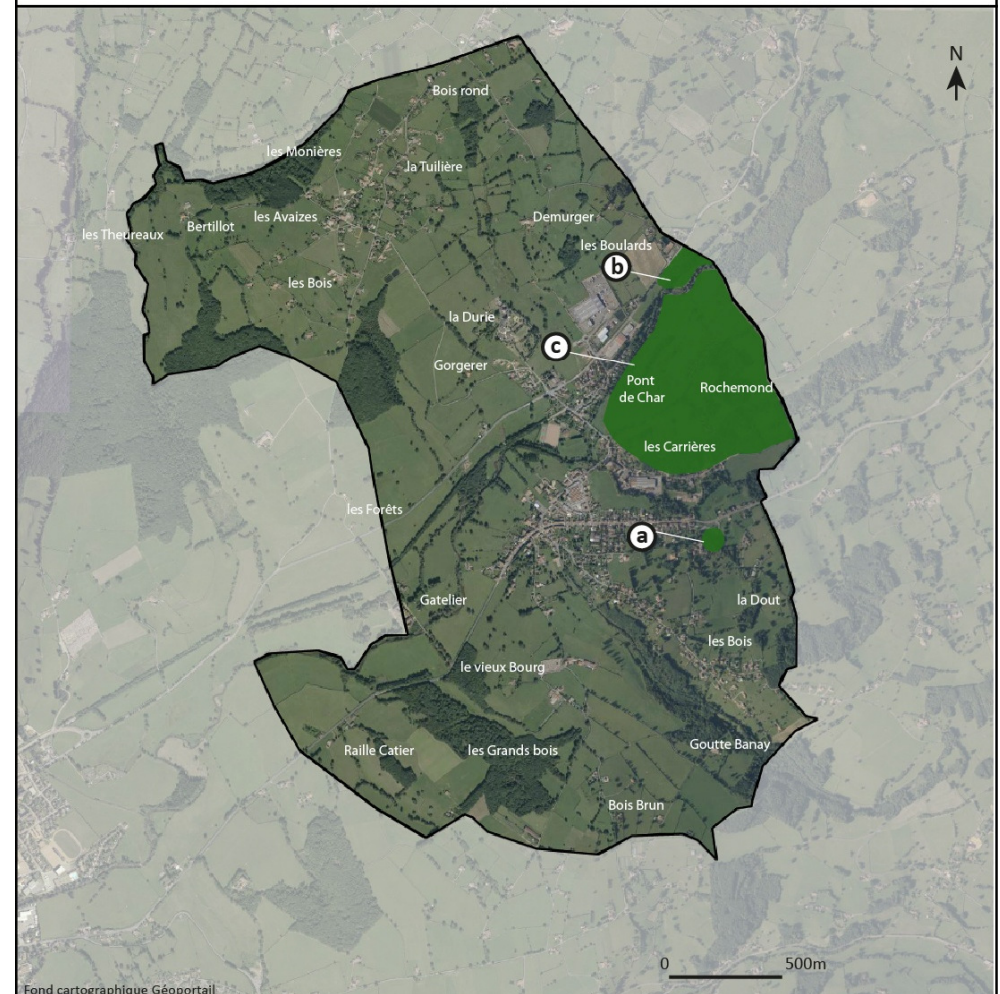 N
Bois rond
les Monières
la Tuilière
Demurger
les Avaizes
Bertillot
les Theureaux
les Boulards
b
les Bois
la Durie
c
Gorgerer
Pont
de Char
Rochemond
les Carrières
les Forêts
a
Gatelier
la Dout
les Bois
le vieux Bourg
Goutte Banay
Raille Catier
les Grands bois
Bois Brun
0
500m
Fond cartographique Géoportail